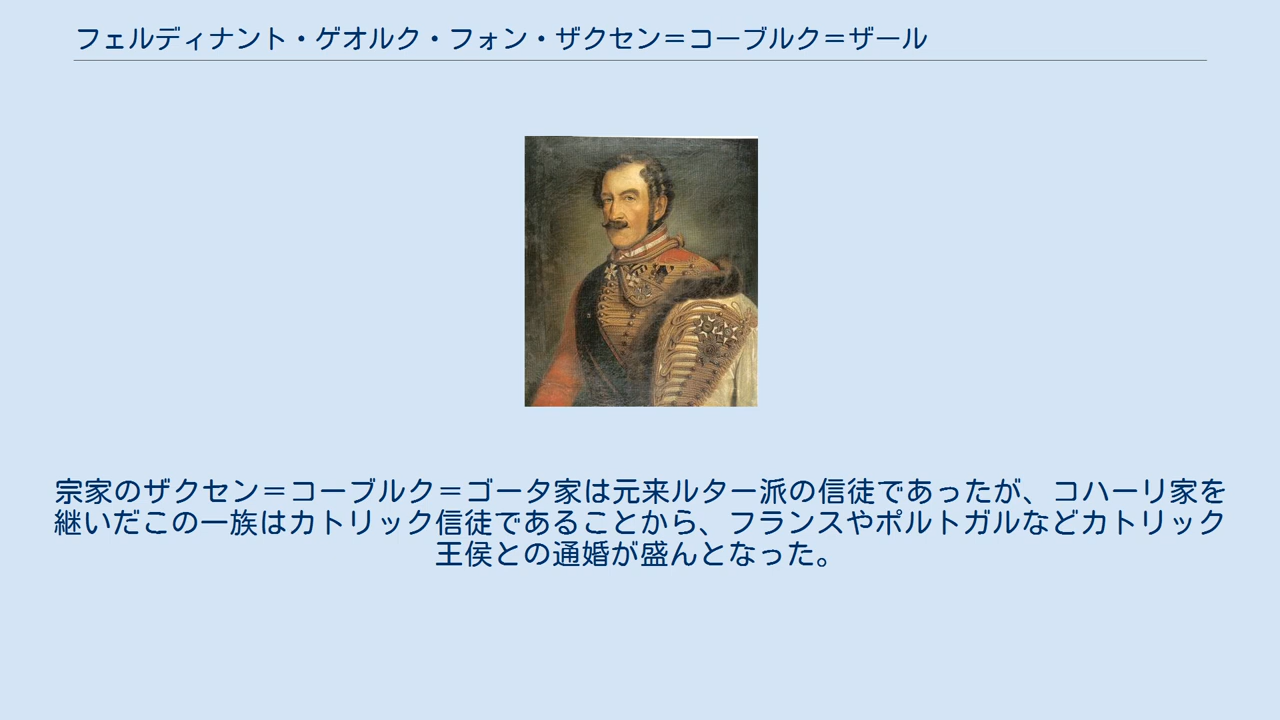 フェルディナント・ゲオルク・フォン・ザクセン＝コーブルク＝ザール
宗家のザクセン＝コーブルク＝ゴータ家は元来ルター派の信徒であったが、コハーリ家を
継いだこの一族はカトリック信徒であることから、フランスやポルトガルなどカトリック
王侯との通婚が盛んとなった。